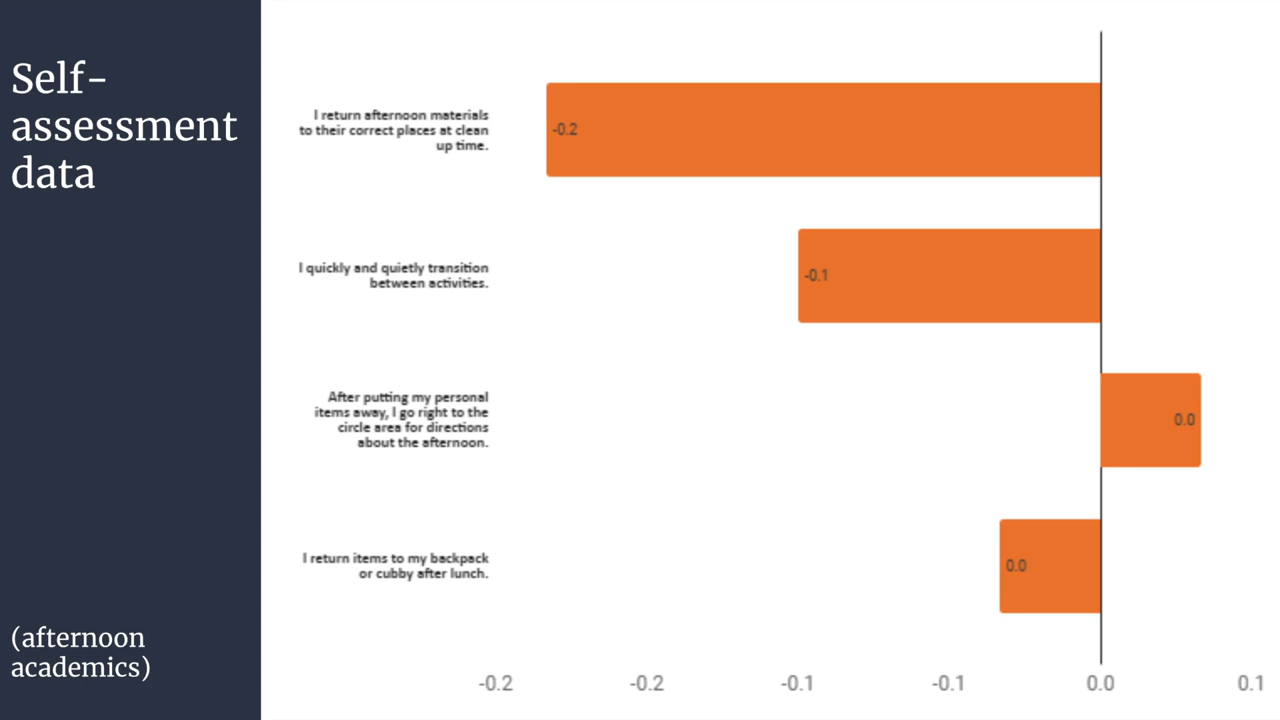 Self-
assessment
data
(afternoon
academics)
I return afternoon materials
to their correct places at clean
up time.
-0.2
I quickly and quietly transition
between activities.
-0.1
After putting my personal
items away, I go right to the
circle area for directions
about the afternoon.
0.0
I return items to my backpack
or cubby after lunch.
0.0
-0.2 -0.2 -0.1 -0.1 0.0 0.1